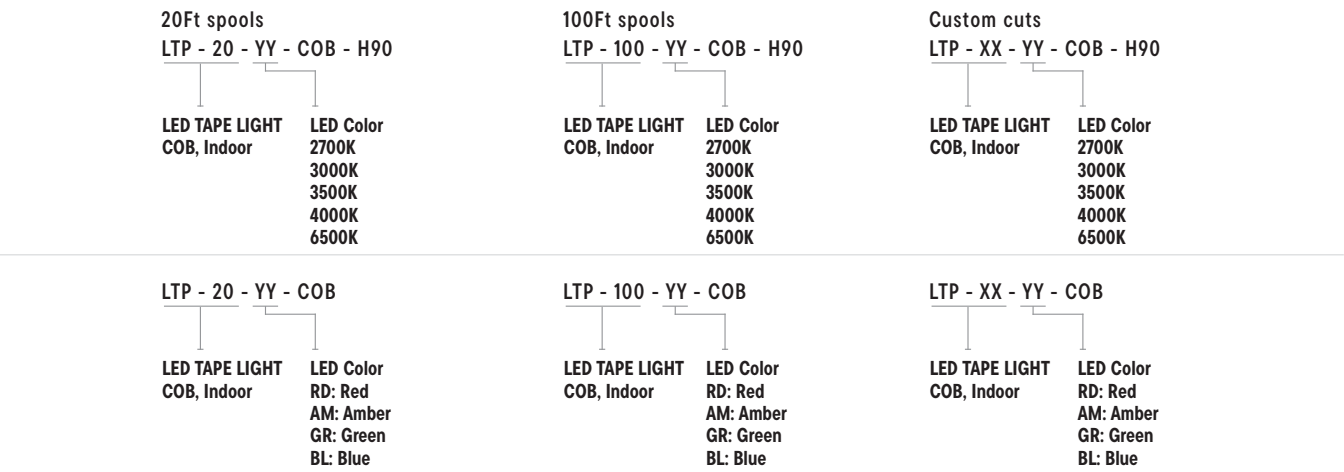 20Ft spools
LTP - 20 - YY - COB - H90
LED TAPE LIGHT
COB, Indoor
LED Color
2700K
3000K
3500K
4000K
6500K
100Ft spools
LTP - 100 - YY - COB - H90
LED TAPE LIGHT
COB, Indoor
LED Color
2700K
3000K
3500K
4000K
6500K
Custom cuts
LTP - XX - YY - COB - H90
LED TAPE LIGHT
COB, Indoor
LED Color
2700K
3000K
3500K
4000K
6500K
LTP - 20 - YY - COB
LED TAPE LIGHT
COB, Indoor
LED Color
RD: Red
AM: Amber
GR: Green
BL: Blue
LTP - 100 - YY - COB
LED TAPE LIGHT
COB, Indoor
LED Color
RD: Red
AM: Amber
GR: Green
BL: Blue
LTP - XX - YY - COB
LED TAPE LIGHT
COB, Indoor
LED Color
RD: Red
AM: Amber
GR: Green
BL: Blue